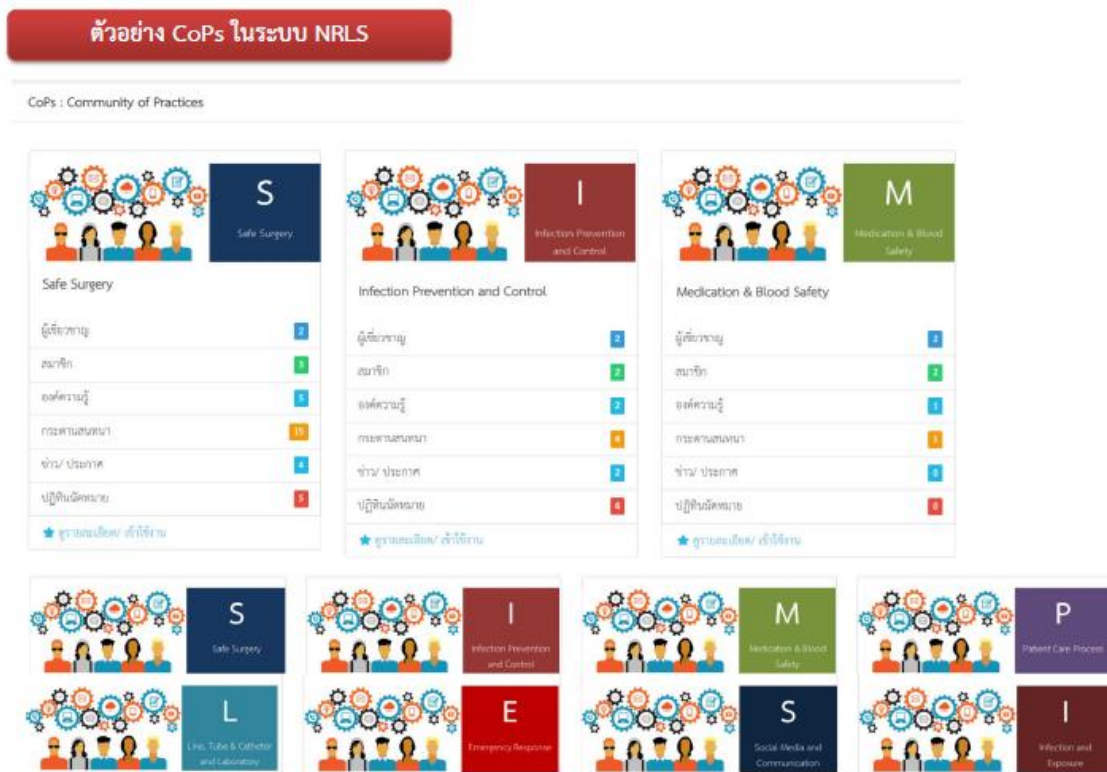 ตัวอย่าง CoPs ในระบบ NRLS
CoPs : Community of Practices
S
Safe Surgery
I
Infection Prevention
and Control
M
Medication & Blood
Safety
Safe Surgery
ผู้เชี่ยวชาญ 2
สมาชิก 3
องค์ความรู้ 5
กระดานสนทนา 15
ข่าว/ ประกาศ 4
ปฏิทินนัดหมาย 5
ดูรายละเอียด/ เข้าใช้งาน
Infection Prevention and Control
ผู้เชี่ยวชาญ 2
สมาชิก 2
องค์ความรู้ 2
กระดานสนทนา
ข่าว/ ประกาศ 2
ปฏิทินนัดหมาย 4
ดูรายละเอียด/ เข้าใช้งาน
Medication & Blood Safety
ผู้เชี่ยวชาญ 2
สมาชิก 2
องค์ความรู้ 1
กระดานสนทนา
ข่าว/ ประกาศ 0
ปฏิทินนัดหมาย
ดูรายละเอียด/ เข้าใช้งาน
S
Safe Surgery
I
Infection Prevention
and Control
M
Medication & Blood
Safety
P
Patient Care Process
L
Line, Tube & Catheter
and Laboratory
E
Emergency Response
S
Social Media and
Communication
I
Infection and
Exposure